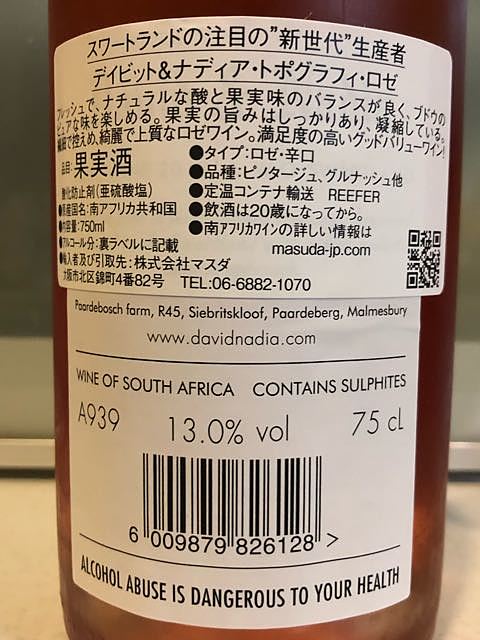 スワートランドの注目の"新世代"生産者
デイビット&ナディア・トポグラフィ・ロゼ
フレッシュで、ナチュラルな酸と果実味のバランスが良く、ブドウの
ピュアな味を楽しめる。果実の旨みはしっかりあり、凝縮している。
繊細で控えめ、綺麗で上質なロゼワイン。満足度の高いグッドバリューワイン!
品目:果実酒
酸化防止剤(亜硫酸塩)
●原産国名:南アフリカ共和国
●内容量:750ml
●アルコール分:裏ラベルに記載
●輸入者及び引取先:株式会社マスダ
大阪市北区錦町4番82号 TEL:06-6882-1070
●タイプ:ロゼ・辛口
●品種:ピノタージュ、グルナッシュ他
●定温コンテナ輸送 REEFER
●飲酒は20歳になってから。
●南アフリカワインの詳しい情報は
masuda-jp.com
Paardebosch farm, R45, Siebritskloof, Paardeberg, Malmesbury
www.davidnadia.com
WINE OF SOUTH AFRICA CONTAINS SULPHITES
A939 13.0% vol 75 cL
6 009879 826128 >
ALCOHOL ABUSE IS DANGEROUS TO YOUR HEALTH